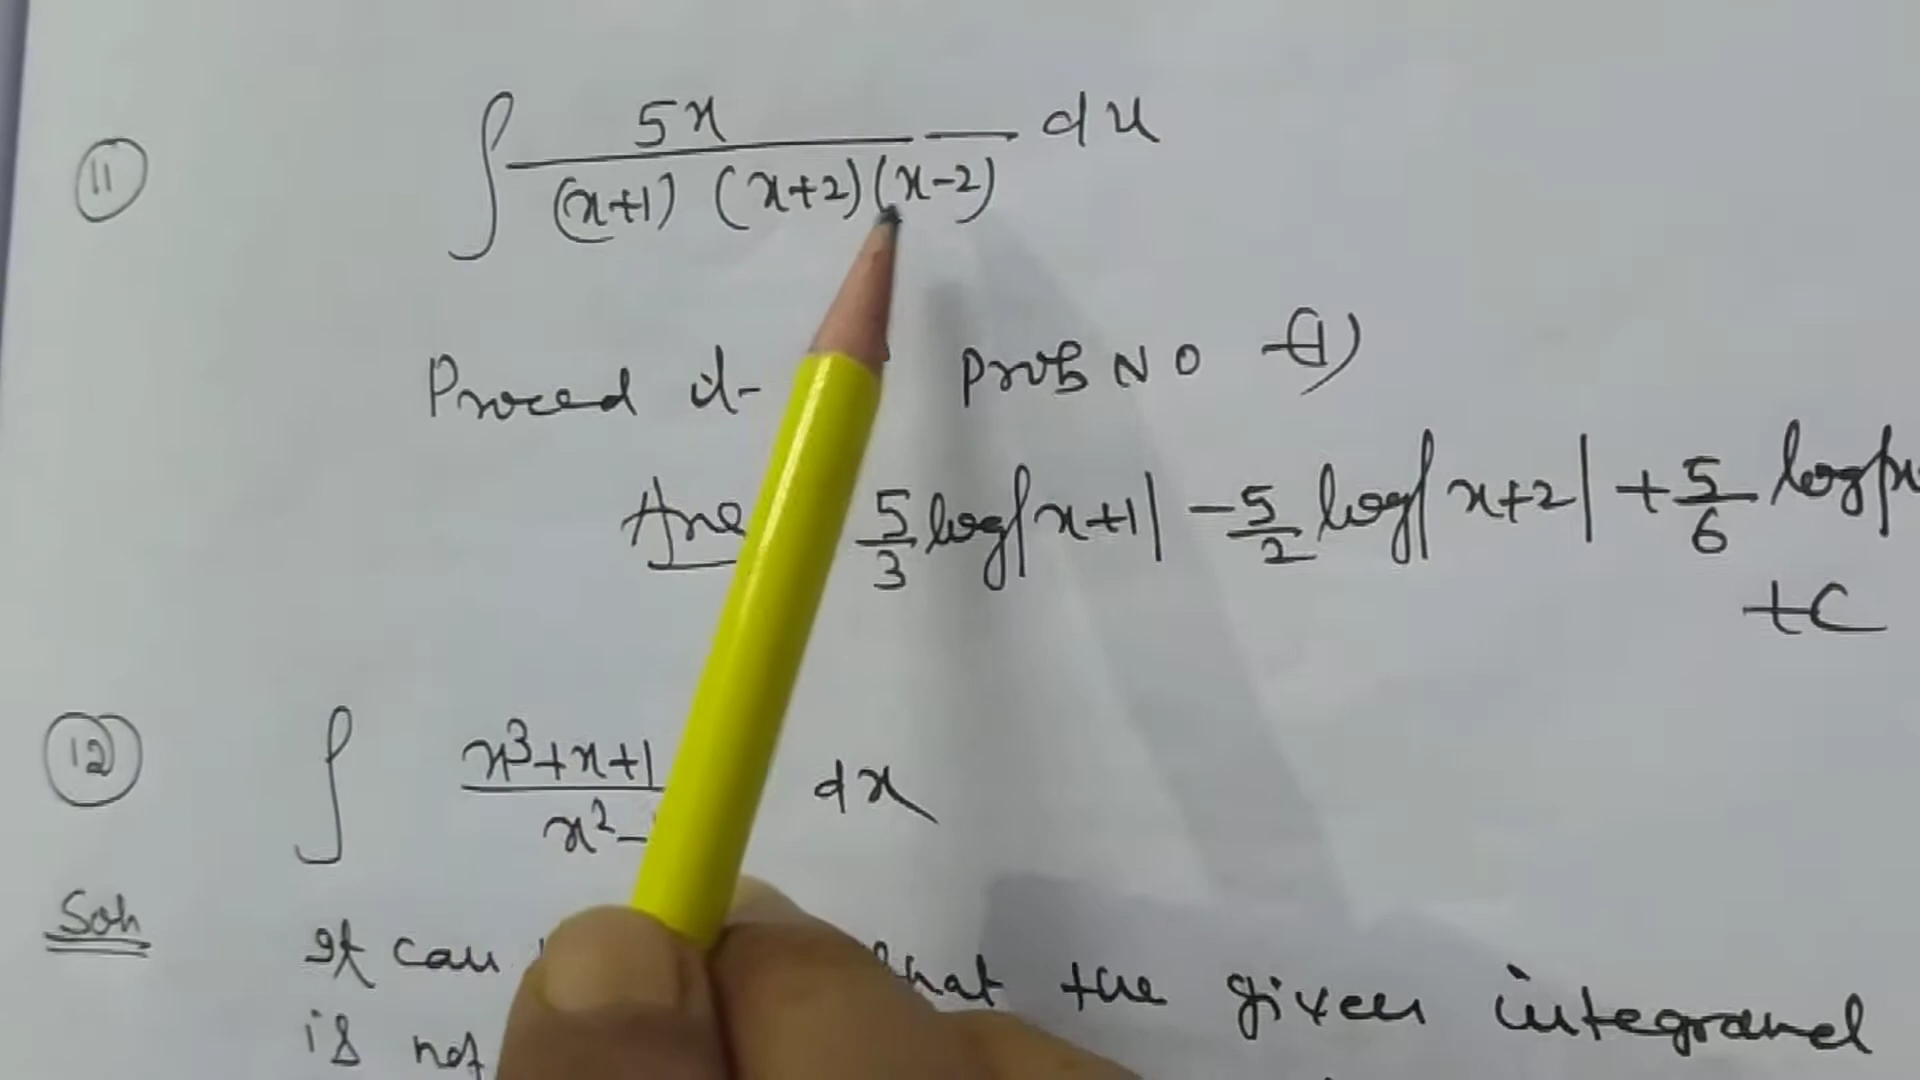 11 ∫ 5x / (x+1) (x+2)(x-2) dx
Proceed Prob NO
Ans 5/3 log|x+1| - 5/2 log|x+2| + 5/6 log|x
+C
12 ∫ x³+x+1 / x²- dx
Soln It can that the given integrand
is not